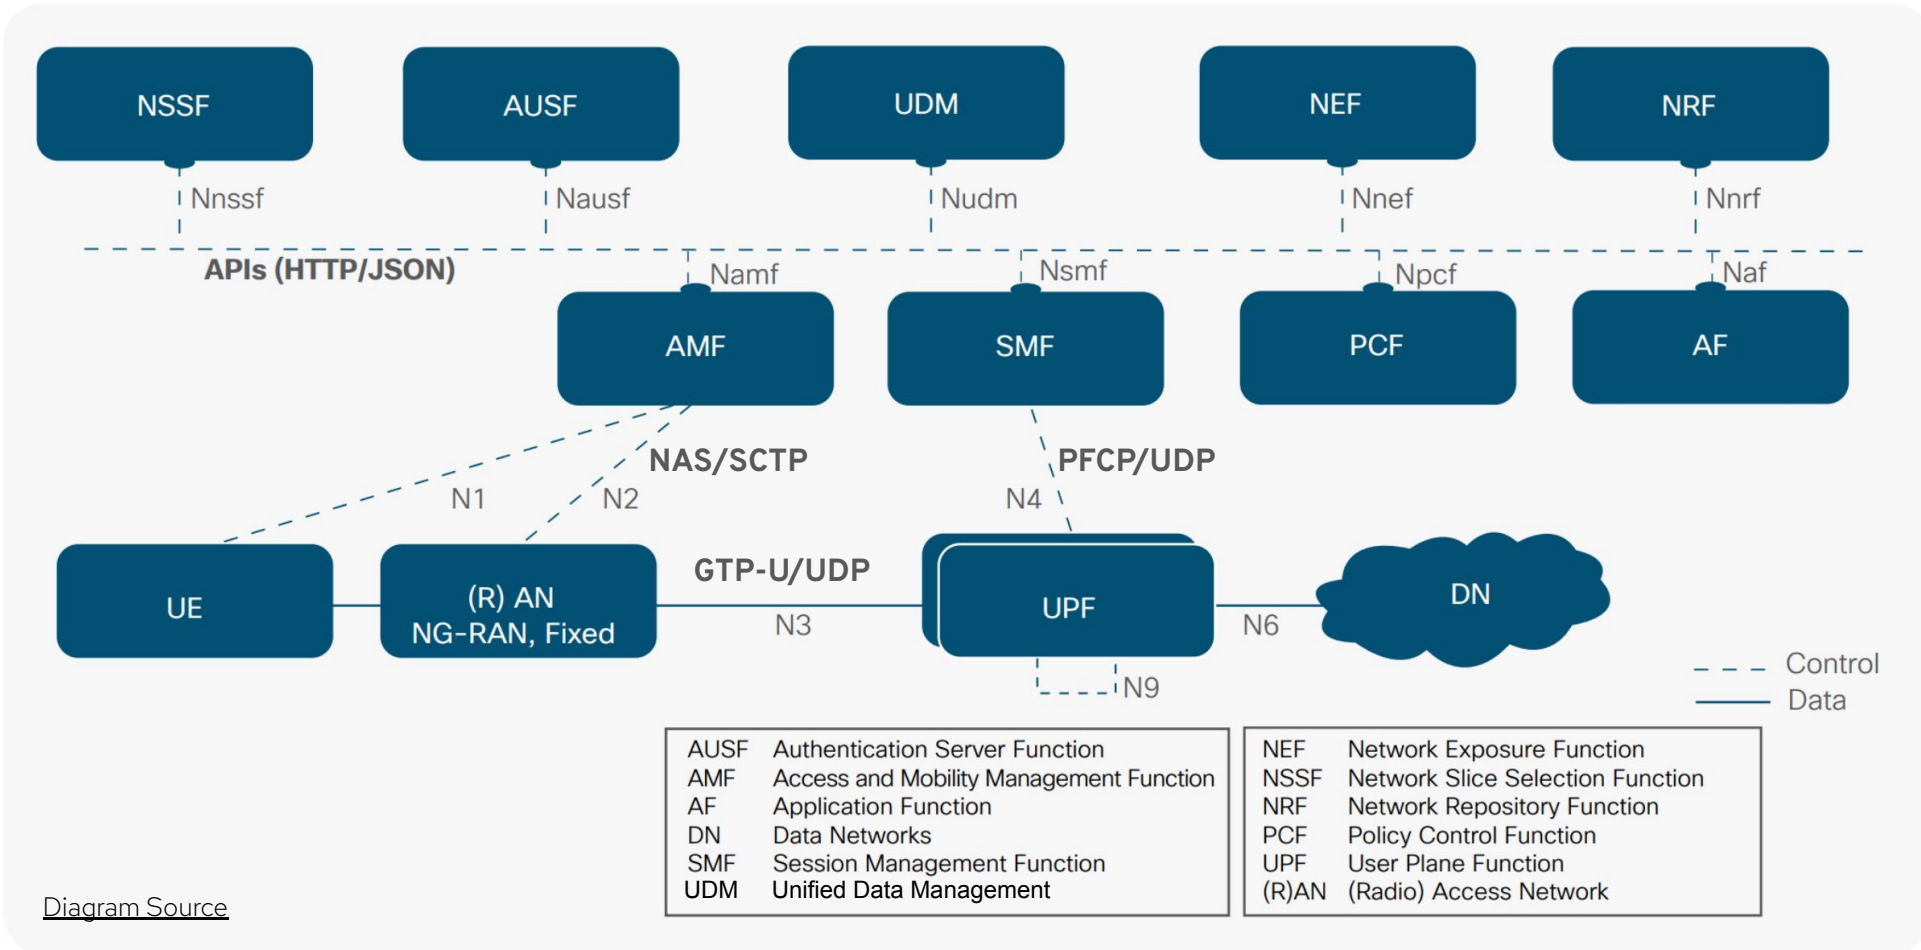 NSSF
AUSF
UDM
NEF
NRF
Nnssf
Nausf
Nudm
Nnef
Nnrf
APIs (HTTP/JSON)
Namf
Nsmf
Npcf
Naf
AMF
SMF
PCF
AF
NAS/SCTP
PFCP/UDP
N1
N2
N4
GTP-U/UDP
UE
(R) AN
NG-RAN, Fixed
N3
UPF
N6
DN
N9
Control
Data
AUSF Authentication Server Function
AMF Access and Mobility Management Function
AF Application Function
DN Data Networks
SMF Session Management Function
UDM Unified Data Management
NEF Network Exposure Function
NSSF Network Slice Selection Function
NRF Network Repository Function
PCF Policy Control Function
UPF User Plane Function
(R)AN (Radio) Access Network
Diagram Source